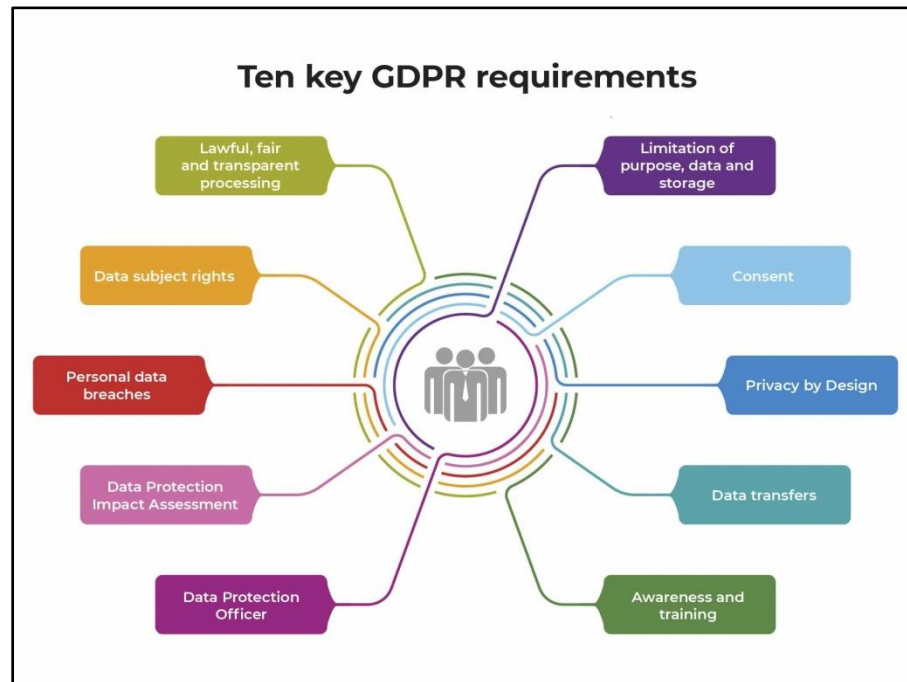 Ten key GDPR requirements
Lawful, fair
and transparent
processing
Limitation of
purpose, data and
storage
Data subject rights
Consent
Personal data
breaches
Privacy by Design
Data Protection
Impact Assessment
Data transfers
Data Protection
Officer
Awareness and
training